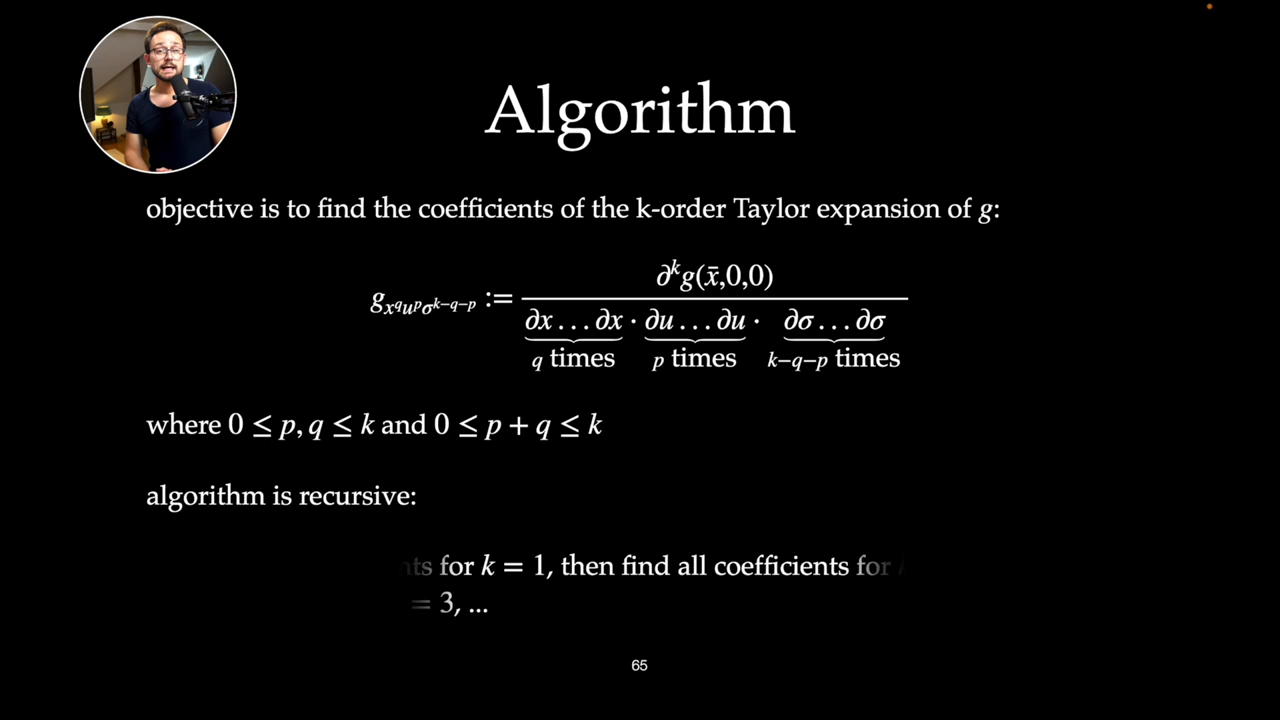 Algorithm
objective is to find the coefficients of the k-order Taylor expansion of g:
g_{x^q u^p σ^{k−q−p}} := ∂^k g(x̄,0,0) / (∂x…∂x · ∂u…∂u · ∂σ…∂σ)
q times p times k−q−p times
where 0 ≤ p, q ≤ k and 0 ≤ p + q ≤ k
algorithm is recursive:
for k = 1, then find all coefficients for
= 3, ...
65